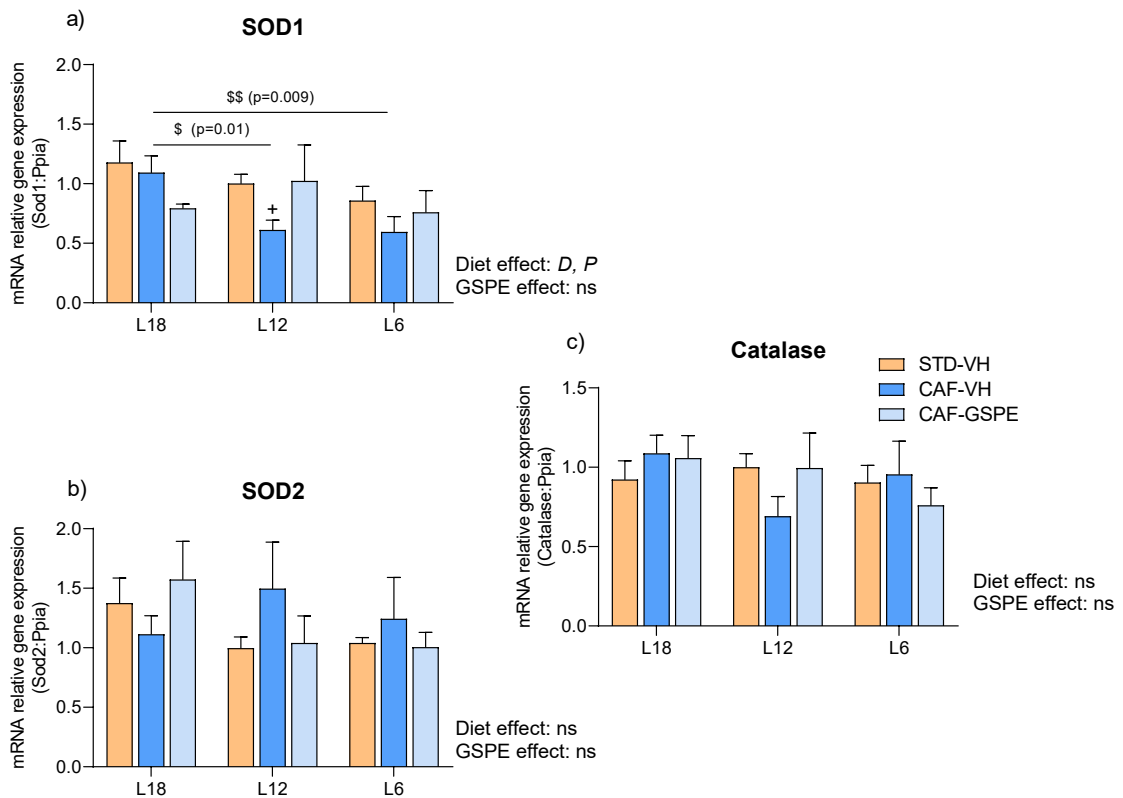 a)
SOD1
mRNA relative gene expression
(Sod1:Ppia)
2.0
1.5
1.0
0.5
0.0
$$ (p=0.009)
$ (p=0.01)
+
L18
L12
L6
Diet effect: D, P
GSPE effect: ns
b)
SOD2
mRNA relative gene expression
(Sod2:Ppia)
2.0
1.5
1.0
0.5
0.0
L18
L12
L6
Diet effect: ns
GSPE effect: ns
c)
Catalase
mRNA relative gene expression
(Catalase:Ppia)
1.5
1.0
0.5
0.0
STD-VH
CAF-VH
CAF-GSPE
L18
L12
L6
Diet effect: ns
GSPE effect: ns